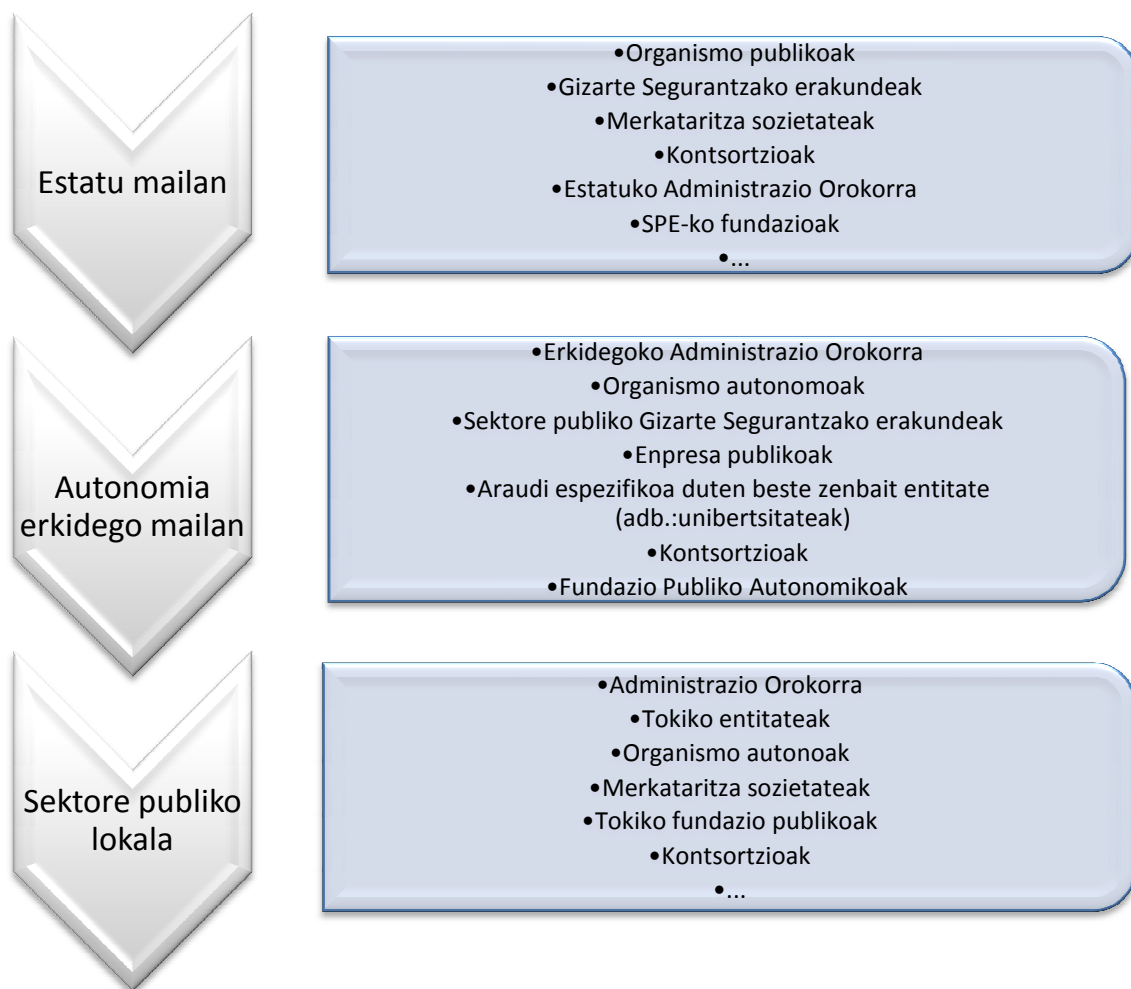 Estatu mailan
•Organismo publikoak
•Gizarte Segurantzako erakundeak
•Merkataritza sozietateak
•Kontsortzioak
•Estatuko Administrazio Orokorra
•SPE-ko fundazioak
•...
Autonomia
erkidego mailan
•Erkidegoko Administrazio Orokorra
•Organismo autonomoak
•Sektore publiko Gizarte Segurantzako erakundeak
•Enpresa publikoak
•Araudi espezifikoa duten beste zenbait entitate
(adb.:unibertsitateak)
•Kontsortzioak
•Fundazio Publiko Autonomikoak
Sektore publiko
lokala
•Administrazio Orokorra
•Tokiko entitateak
•Organismo autonoak
•Merkataritza sozietateak
•Tokiko fundazio publikoak
•Kontsortzioak
•...